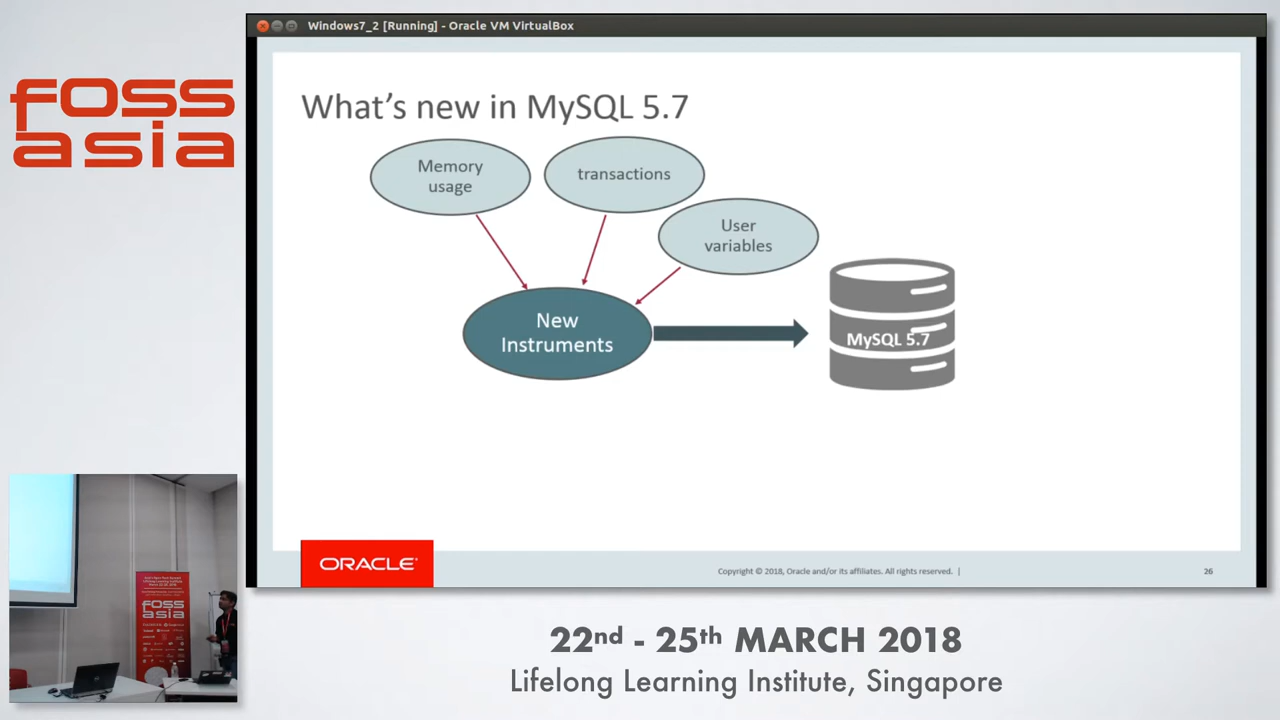 Windows7_2 [Running] - Oracle VM VirtualBox
foss
asia
What's new in MySQL 5.7
Memory
usage
transactions
User
variables
New
Instruments
MySQL 5.7
ORACLE
Copyright © 2018, Oracle and/or its affiliates. All rights reserved. |
26
foss
asia
22nd - 25th MARCH 2018
Lifelong Learning Institute, Singapore